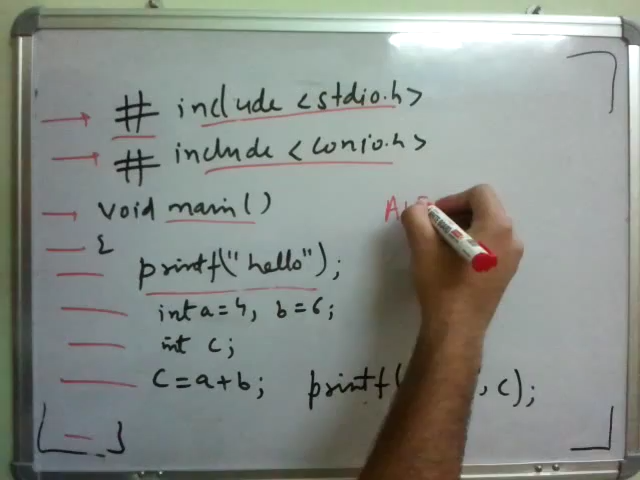 # include <stdio.h>
# include <conio.h>
void main()
{
printf("hello");
int a=4, b=6;
int c;
c=a+b; printf( , c);
}
A